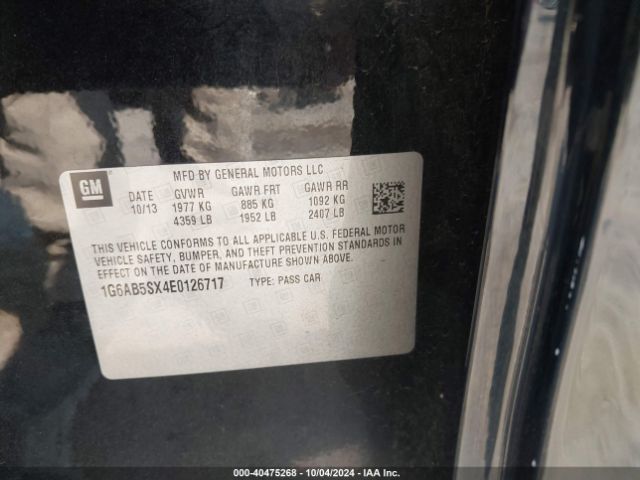 MFD BY GENERAL MOTORS LLC
GM
DATE GVWR GAWR FRT GAWR RR
10/13 1977 KG 885 KG 1092 KG
4359 LB 1952 LB 2407 LB
THIS VEHICLE CONFORMS TO ALL APPLICABLE U.S. FEDERAL MOTOR
VEHICLE SAFETY, BUMPER, AND THEFT PREVENTION STANDARDS IN
EFFECT ON THE DATE OF MANUFACTURE SHOWN ABOVE.
1G6AB5SX4E0126717 TYPE: PASS CAR
000-40475268 - 10/04/2024 - IAA Inc.